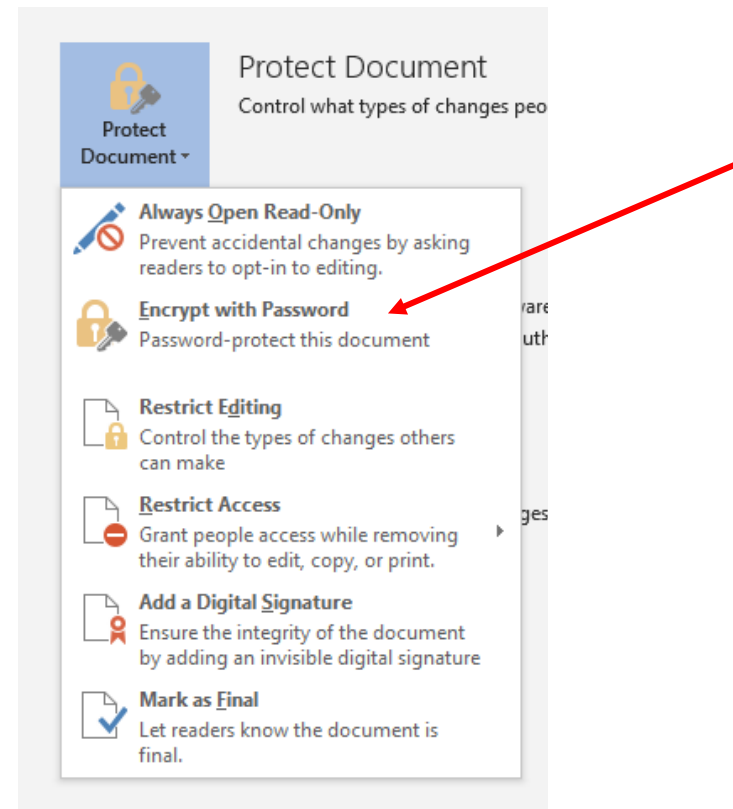 Protect Document
Control what types of changes peo
Protect
Document
Always Open Read-Only
Prevent accidental changes by asking
readers to opt-in to editing.
Encrypt with Password
Password-protect this document
vare
uth
Restrict Editing
Control the types of changes others
can make
Restrict Access
Grant people access while removing
their ability to edit, copy, or print.
ges
Add a Digital Signature
Ensure the integrity of the document
by adding an invisible digital signature
Mark as Final
Let readers know the document is
final.